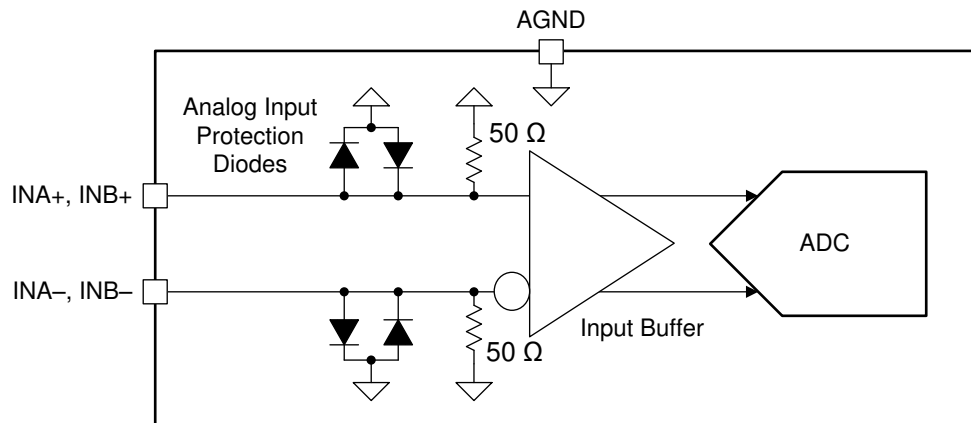 AGND
Analog Input
Protection
Diodes
50 Ω
INA+, INB+
ADC
INA–, INB–
Input Buffer
50 Ω